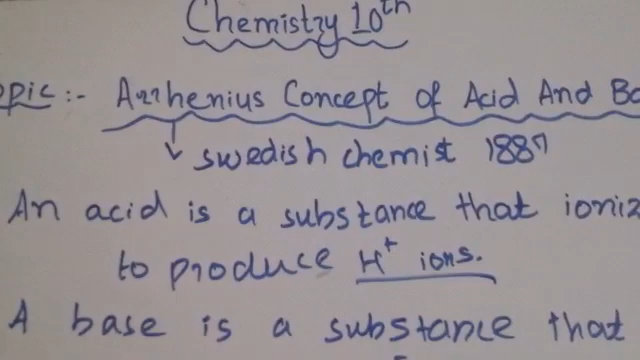 Chemistry 10th
opic :- Arrhenius Concept of Acid And Ba
swedish chemist 1887
An acid is a substance that ioniz
to produce H+ ions.
A base is a substance that